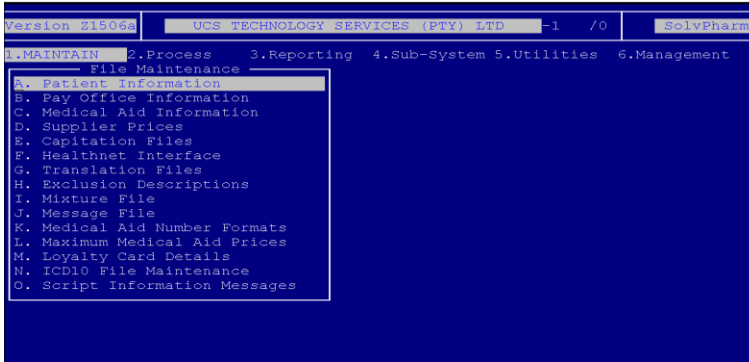 Version Z1506a UCS TECHNOLOGY SERVICES (PTY) LTD -1 /0 SolvPharm
1.MAINTAIN 2.Process 3.Reporting 4.Sub-System 5.Utilities 6.Management
File Maintenance
A. Patient Information
B. Pay Office Information
C. Medical Aid Information
D. Supplier Prices
E. Capitation Files
F. Healthnet Interface
G. Translation Files
H. Exclusion Descriptions
I. Mixture File
J. Message File
K. Medical Aid Number Formats
L. Maximum Medical Aid Prices
M. Loyalty Card Details
N. ICD10 File Maintenance
O. Script Information Messages